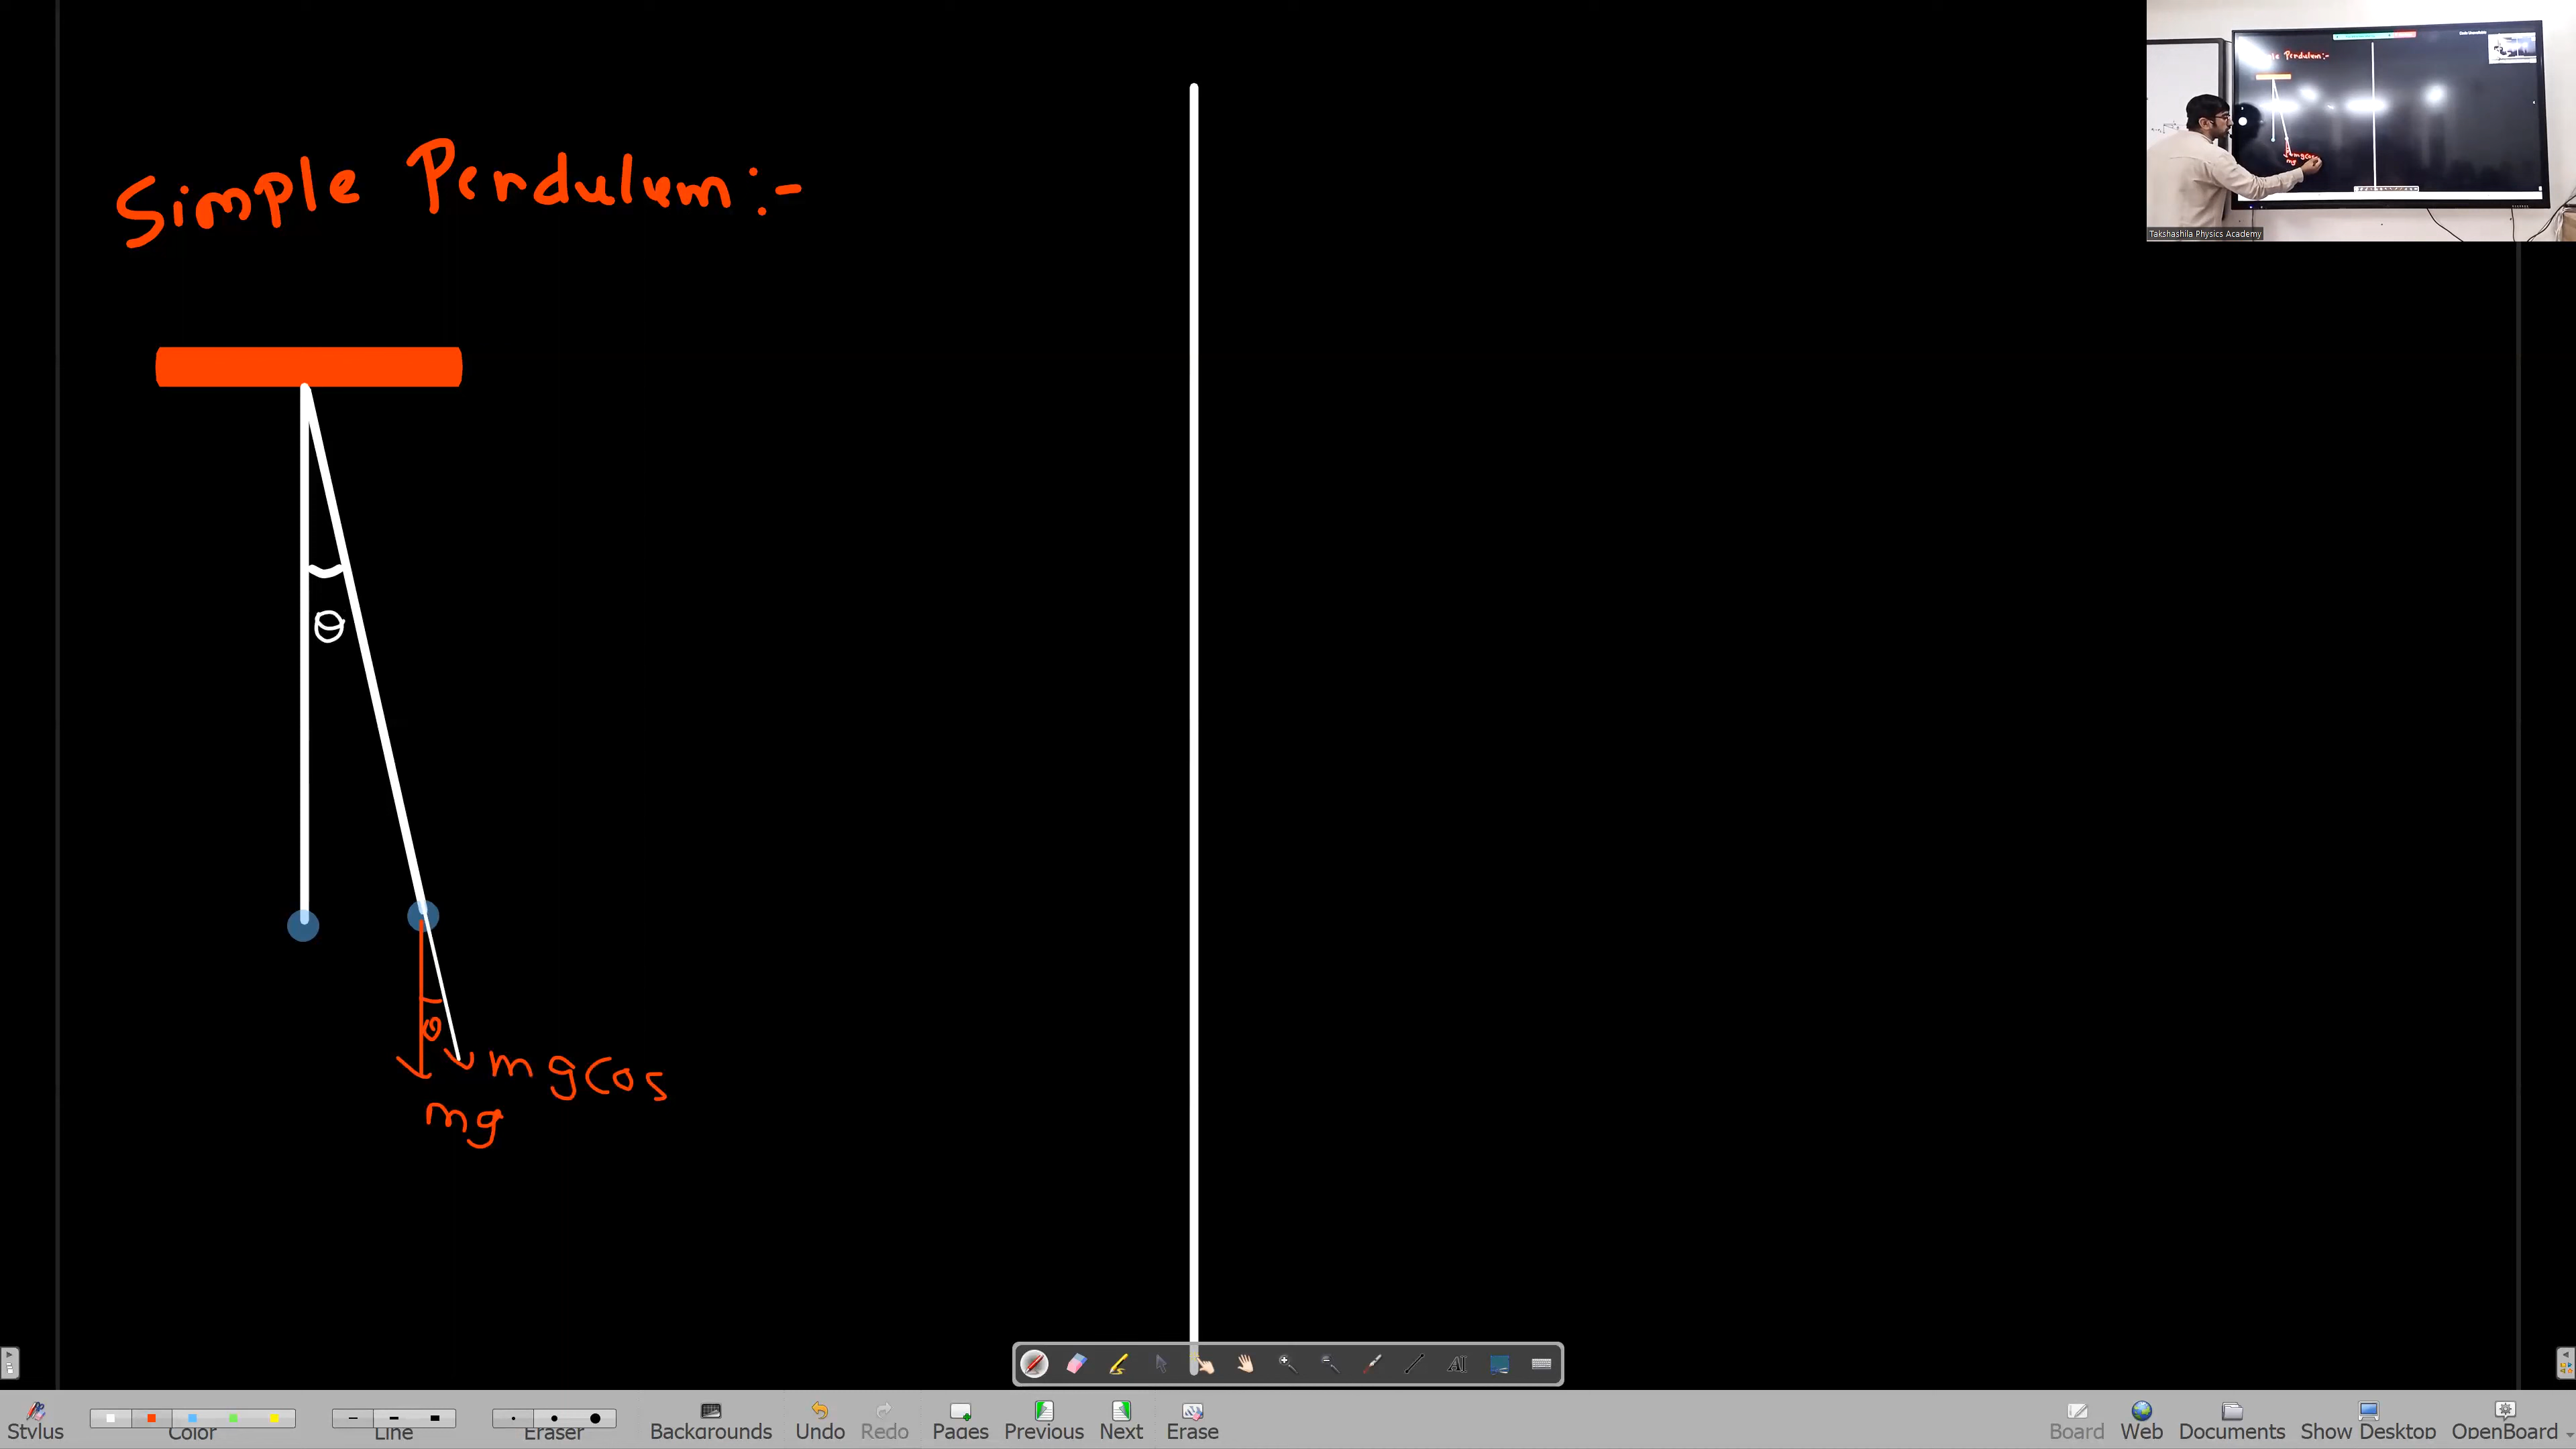 Simple Pendulum:-
θ
θ
mgcos
mg
Takshashila Physics Academy
Stylus
Color
Line
Eraser
Backgrounds
Undo
Redo
Pages
Previous
Next
Erase
Board
Web
Documents
Show Desktop
OpenBoard